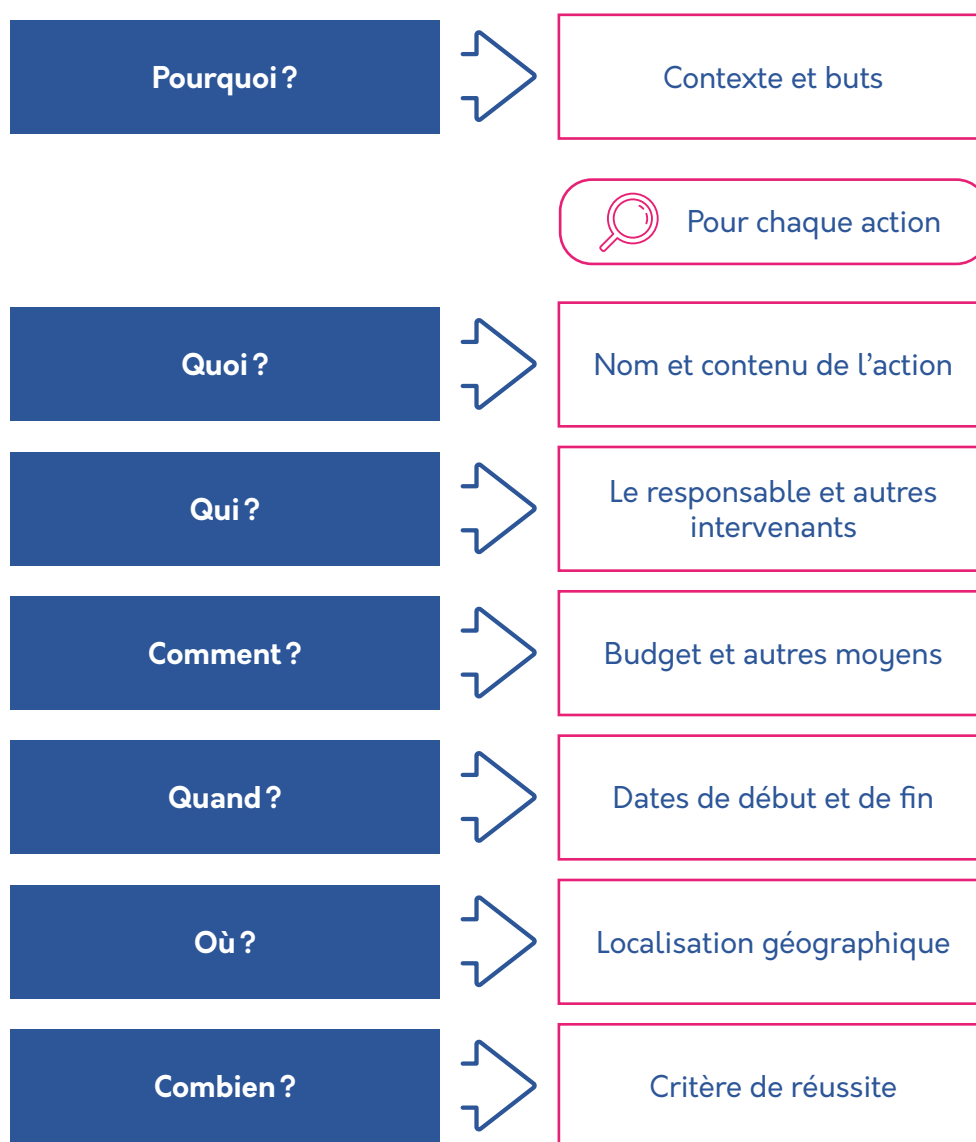 Pourquoi ?
Contexte et buts
Pour chaque action
Quoi ?
Nom et contenu de l’action
Qui ?
Le responsable et autres
intervenants
Comment ?
Budget et autres moyens
Quand ?
Dates de début et de fin
Où ?
Localisation géographique
Combien ?
Critère de réussite